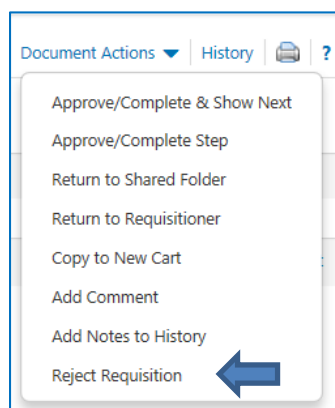 Document Actions History ?
Approve/Complete & Show Next
Approve/Complete Step
Return to Shared Folder
Return to Requisitioner
Copy to New Cart
Add Comment
Add Notes to History
Reject Requisition